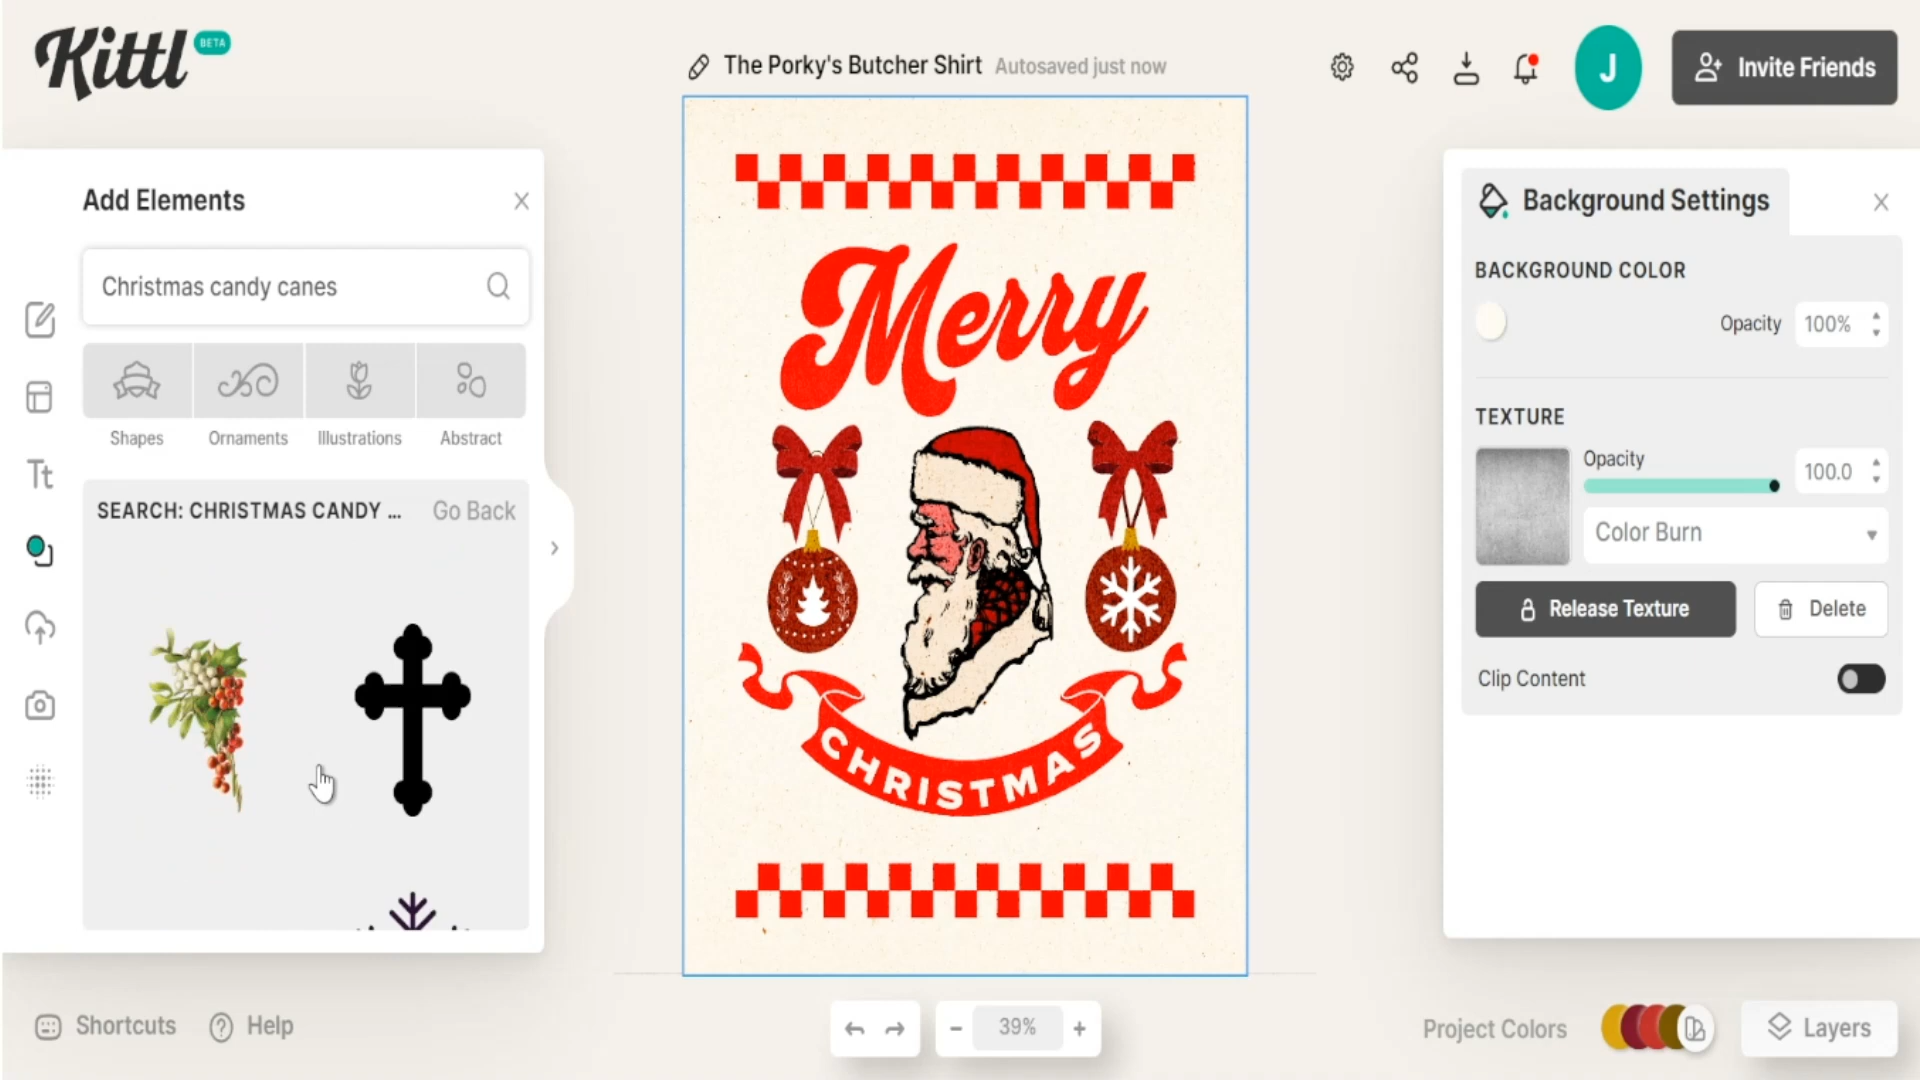 Kittl BETA
The Porky's Butcher Shirt Autosaved just now
J
Invite Friends
Add Elements
Christmas candy canes
Shapes Ornaments Illustrations Abstract
SEARCH: CHRISTMAS CANDY ... Go Back
Tt
Merry
CHRISTMAS
Background Settings
BACKGROUND COLOR
Opacity 100%
TEXTURE
Opacity 100.0
Color Burn
Release Texture Delete
Clip Content
Shortcuts Help
39%
Project Colors
Layers